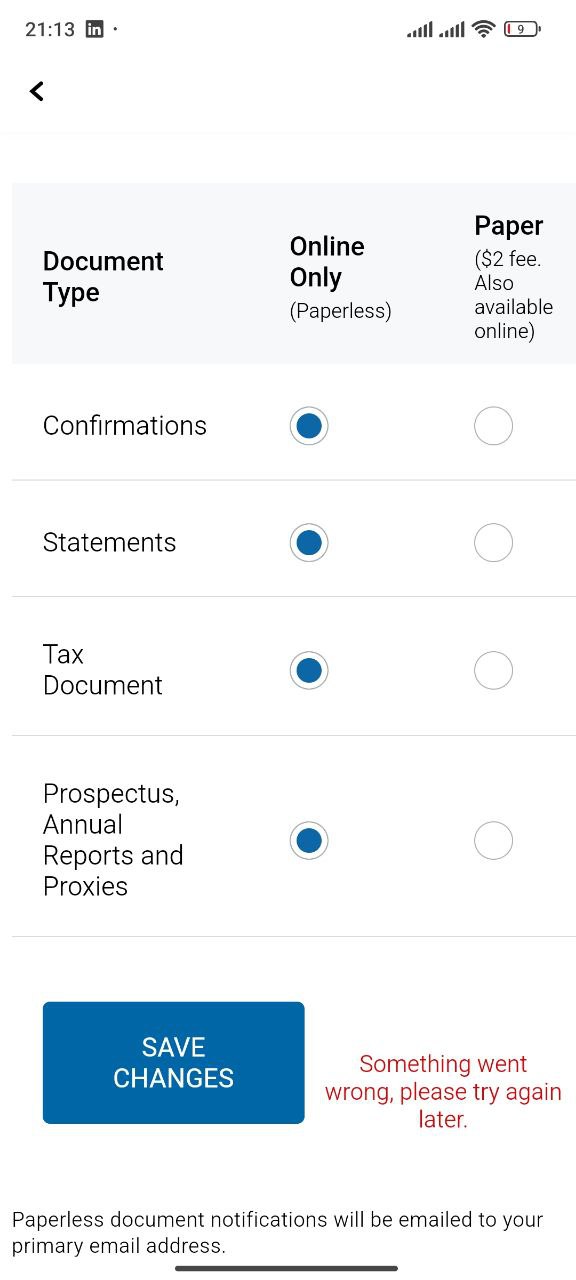 21:13 in
Document
Type
Online
Only
(Paperless)
Paper
($2 fee.
Also
available
online)
Confirmations
Statements
Tax
Document
Prospectus,
Annual
Reports and
Proxies
SAVE
CHANGES
Something went
wrong, please try again
later.
Paperless document notifications will be emailed to your
primary email address.
9